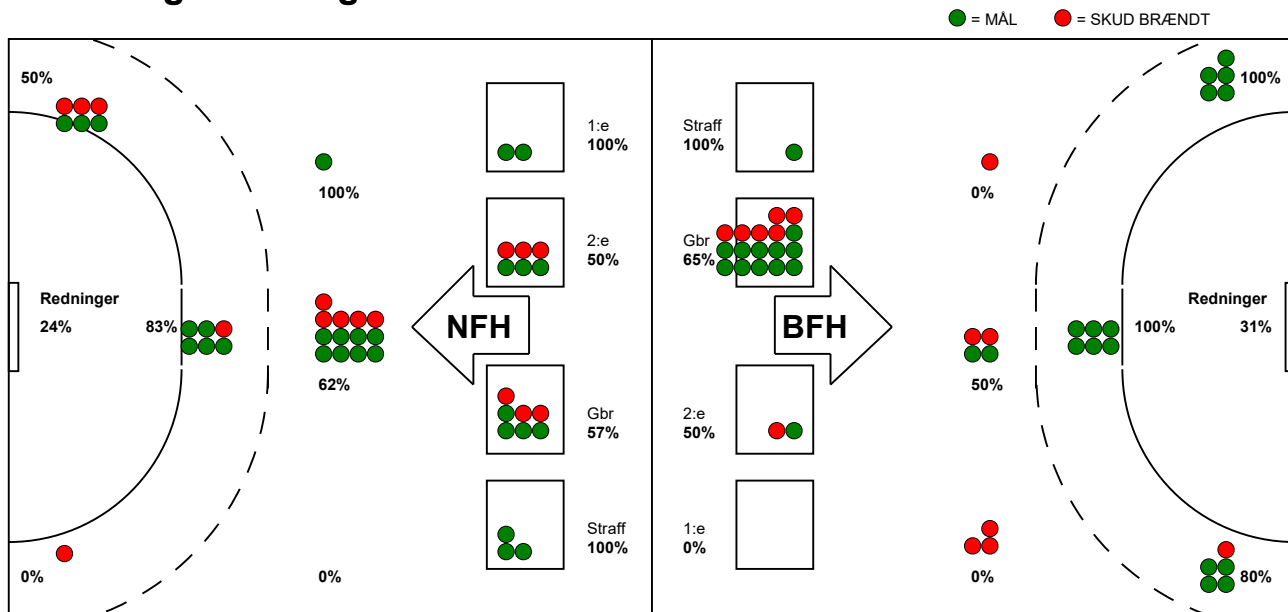 = MÅL
= SKUD BRÆNDT
50%
1:e
100%
Straff
100%
100%
100%
0%
2:e
50%
Gbr
65%
Redninger
24%
83%
NFH
BFH
100%
Redninger
31%
62%
50%
Gbr
57%
2:e
50%
Straff
100%
1:e
0%
0%
0%
0%
80%